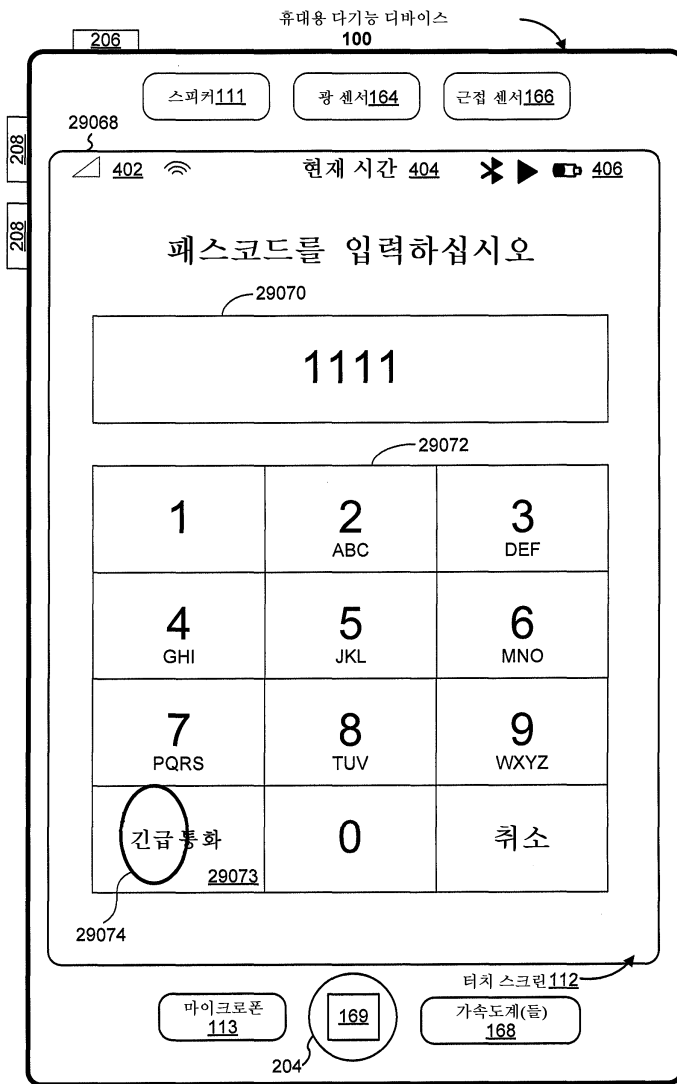 휴대용 다기능 디바이스
100
206
스피커111
광 센서164
근접 센서166
208
208
29068
402
현재 시간 404
406
패스코드를 입력하십시오
29070
1111
29072
1
2
ABC
3
DEF
4
GHI
5
JKL
6
MNO
7
PQRS
8
TUV
9
WXYZ
긴급통화
29073
0
취소
29074
터치 스크린112
마이크로폰
113
169
204
가속도계(들)
168